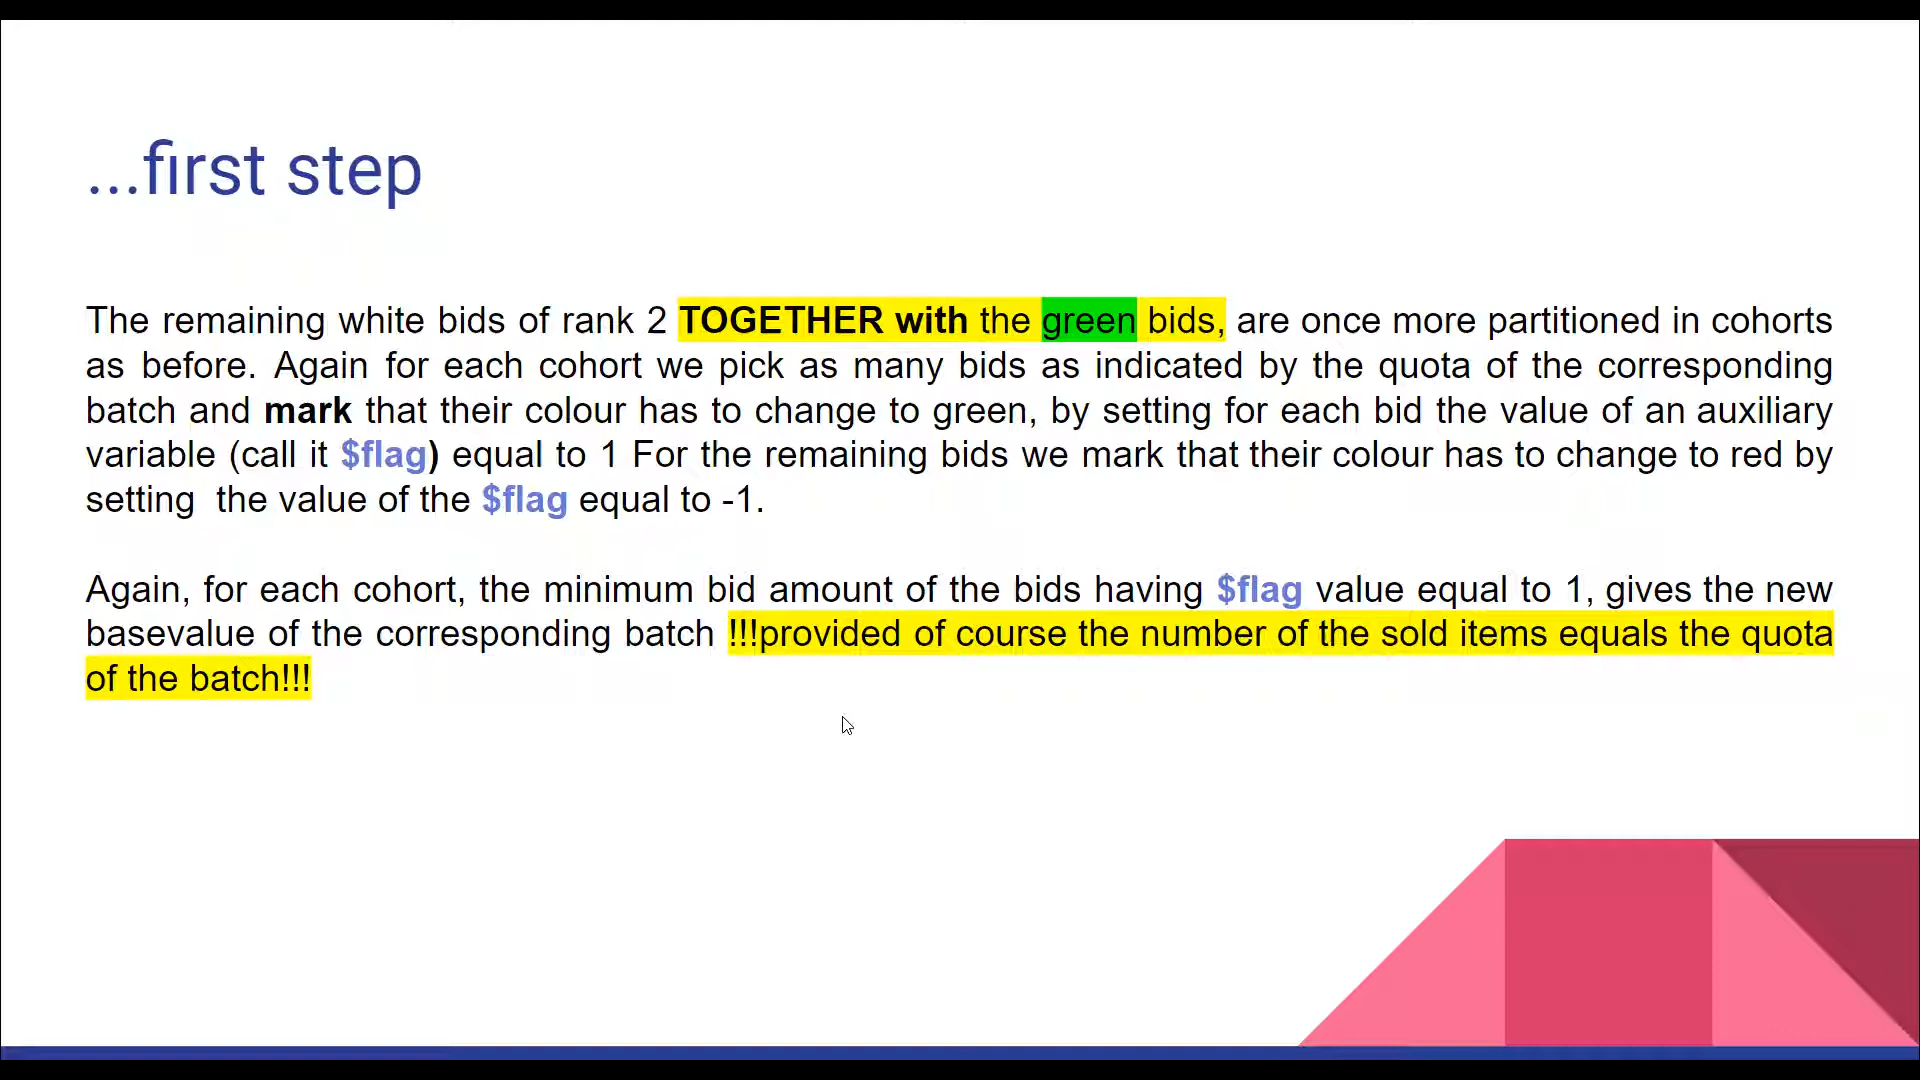 ...first step
The remaining white bids of rank 2 TOGETHER with the green bids, are once more partitioned in cohorts
as before. Again for each cohort we pick as many bids as indicated by the quota of the corresponding
batch and mark that their colour has to change to green, by setting for each bid the value of an auxiliary
variable (call it $flag) equal to 1 For the remaining bids we mark that their colour has to change to red by
setting the value of the $flag equal to -1.
Again, for each cohort, the minimum bid amount of the bids having $flag value equal to 1, gives the new
basevalue of the corresponding batch !!!provided of course the number of the sold items equals the quota
of the batch!!!